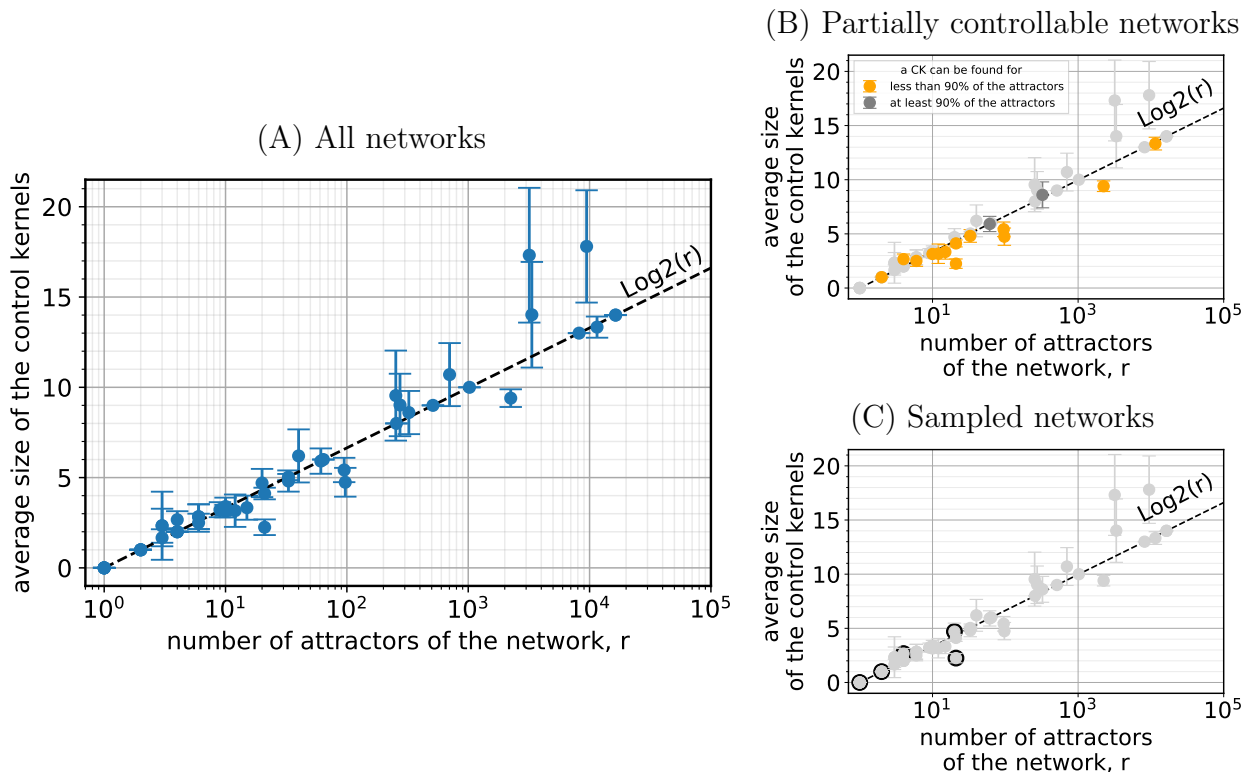 (A) All networks
average size of the control kernels
20
15
10
5
0
Log2(r)
10^0
10^1
10^2
10^3
10^4
10^5
number of attractors of the network, r
(B) Partially controllable networks
average size
of the control kernels
20
15
10
5
0
a CK can be found for
less than 90% of the attractors
at least 90% of the attractors
Log2(r)
10^1
10^3
10^5
number of attractors
of the network, r
(C) Sampled networks
average size
of the control kernels
20
15
10
5
0
Log2(r)
10^1
10^3
10^5
number of attractors
of the network, r